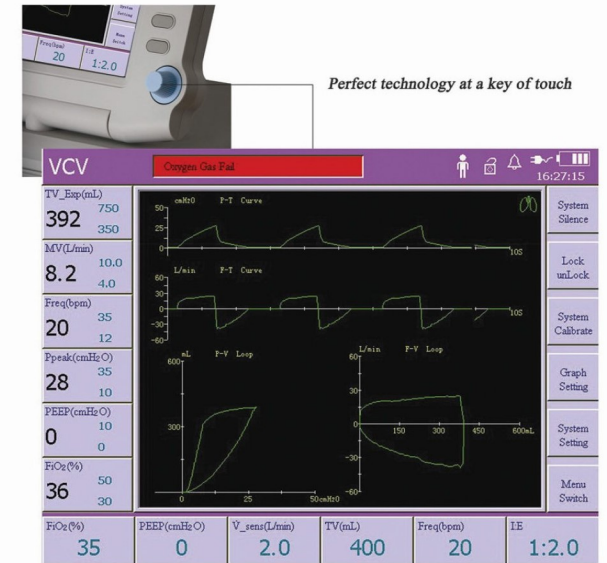 System
Setting
Menu
Switch
Freq(bpm)
20
I:E
1:2.0
Perfect technology at a key of touch
VCV
Oxygen Gas Fail
16:27:15
TV_Exp(mL)
392 750
350
MV(L/min)
8.2 10.0
4.0
Freq(bpm)
20 35
12
Ppeak(cmH2O)
28 35
10
PEEP(cmH2O)
0 10
0
FiO2(%)
36 50
30
cmH2O P-T Curve
50
25
0
10S
L/min F-T Curve
60
30
0
-30
-60
10S
mL P-V Loop
600
300
0 25 50cmH2O
L/min F-V Loop
60
30
0
150 300 450 600mL
-30
-60
System
Silence
Lock
unLock
System
Calibrate
Graph
Setting
System
Setting
Menu
Switch
FiO2(%) PEEP(cmH2O) V̇_sens(L/min) TV(mL) Freq(bpm) I:E
35 0 2.0 400 20 1:2.0